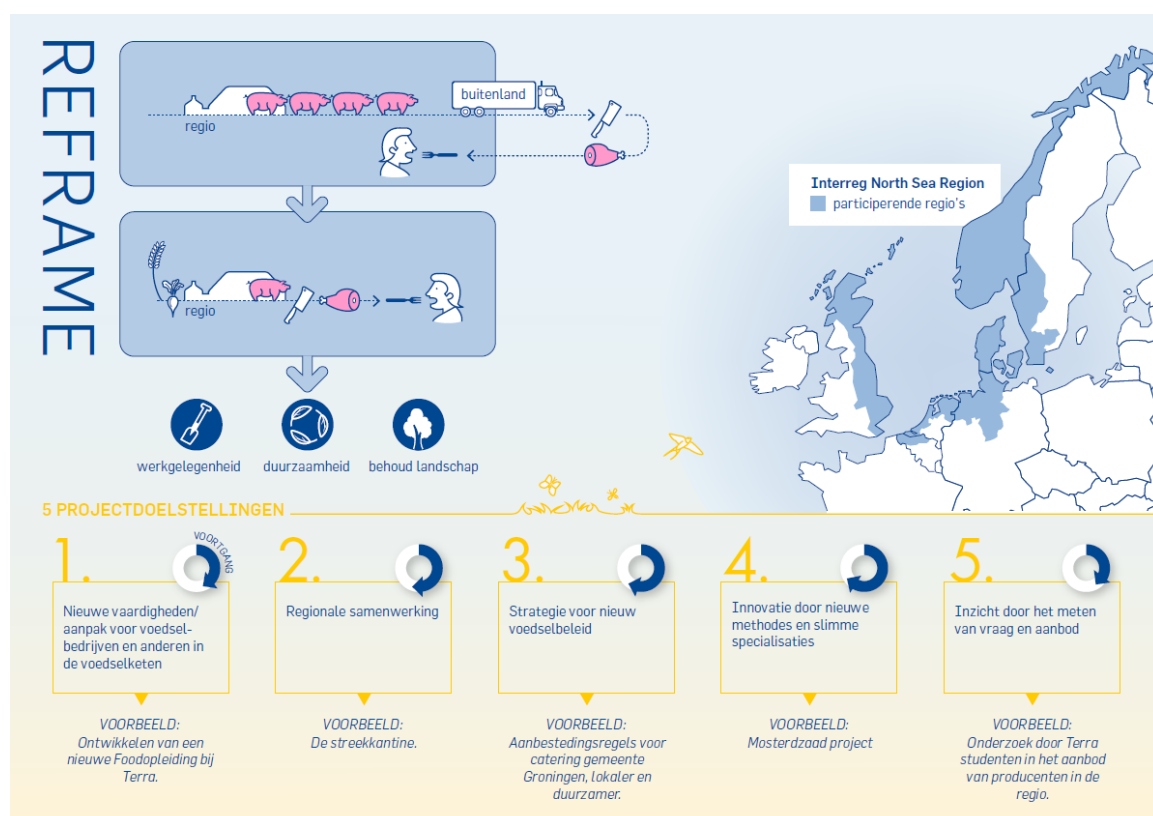 REFRAME
buitenland
regio
regio
Interreg North Sea Region
participerende regio's
werkgelegenheid
duurzaamheid
behoud landschap
5 PROJECTDOELSTELLINGEN
1.
VOORTGANG
Nieuwe vaardigheden/
aanpak voor voedsel-
bedrijven en anderen in
de voedselketen
VOORBEELD:
Ontwikkelen van een
nieuwe Foodopleiding bij
Terra.
2.
Regionale samenwerking
VOORBEELD:
De streekkantine.
3.
Strategie voor nieuw
voedselbeleid
VOORBEELD:
Aanbestedingsregels voor
catering gemeente
Groningen, lokaler en
duurzamer.
4.
Innovatie door nieuwe
methodes en slimme
specialisaties
VOORBEELD:
Mosterdzaad project
5.
Inzicht door het meten
van vraag en aanbod
VOORBEELD:
Onderzoek door Terra
studenten in het aanbod
van producenten in de
regio.